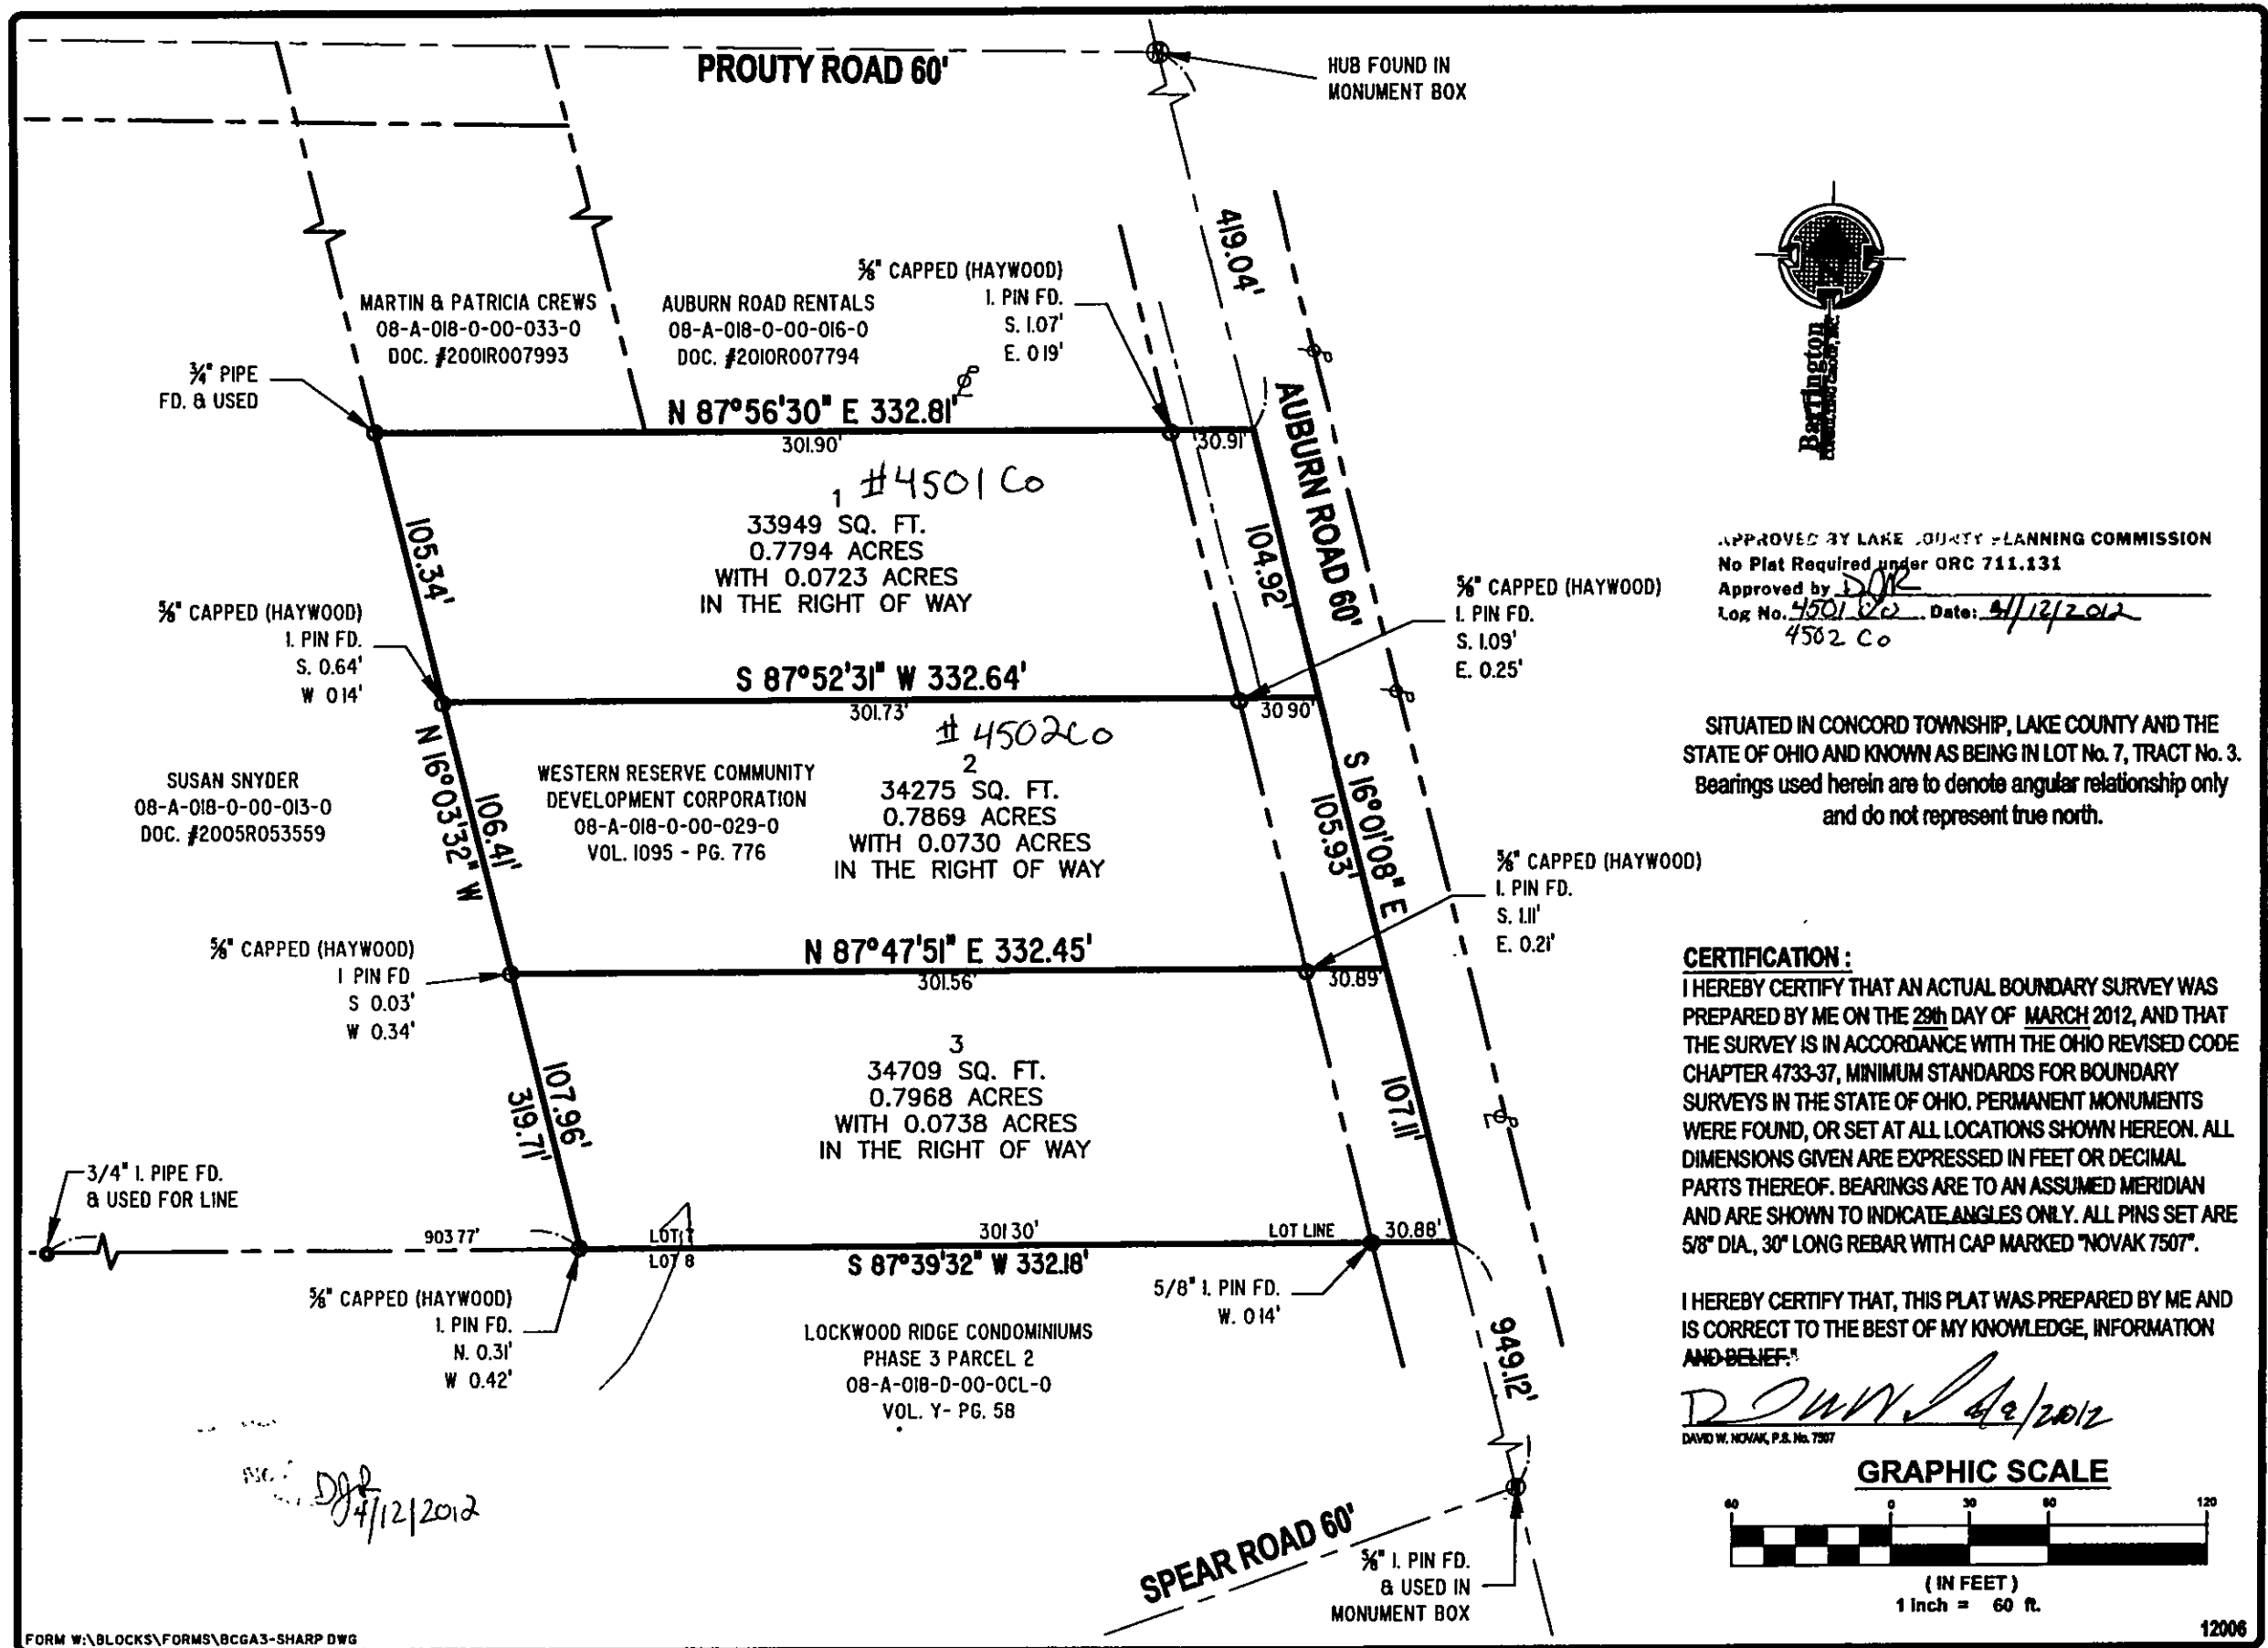 PROUTY ROAD 60'
HUB FOUND IN
MONUMENT BOX
419.04'
⅝" CAPPED (HAYWOOD)
I. PIN FD.
S. 1.07'
E. 0 19'
MARTIN & PATRICIA CREWS
08-A-018-0-00-033-0
DOC. #2001R007993
AUBURN ROAD RENTALS
08-A-018-0-00-016-0
DOC. #2010R007794
¾" PIPE
FD. & USED
N 87°56'30" E 332.81'
301.90'
30.91'
AUBURN ROAD 60'
Barrington
CONSULTING GROUP, INC.
1 #4501 Co
33949 SQ. FT.
0.7794 ACRES
WITH 0.0723 ACRES
IN THE RIGHT OF WAY
105.34'
104.92'
APPROVED BY LAKE COUNTY PLANNING COMMISSION
No Plat Required under ORC 711.131
Approved by DJR
Log No. 4501 Co Date: 4/12/2012
4502 Co
⅝" CAPPED (HAYWOOD)
I. PIN FD.
S. 0.64'
W 0 14'
⅝" CAPPED (HAYWOOD)
I. PIN FD.
S. 1.09'
E. 0.25'
S 87°52'31" W 332.64'
301.73'
30 90'
# 4502 Co
2
34275 SQ. FT.
0.7869 ACRES
WITH 0.0730 ACRES
IN THE RIGHT OF WAY
WESTERN RESERVE COMMUNITY
DEVELOPMENT CORPORATION
08-A-018-0-00-029-0
VOL. 1095 - PG. 776
SUSAN SNYDER
08-A-018-0-00-013-0
DOC. #2005R053559
N 16°03'32" W
106.41'
S 16°01'08" E
105.93'
SITUATED IN CONCORD TOWNSHIP, LAKE COUNTY AND THE
STATE OF OHIO AND KNOWN AS BEING IN LOT No. 7, TRACT No. 3.
Bearings used herein are to denote angular relationship only
and do not represent true north.
⅝" CAPPED (HAYWOOD)
I. PIN FD.
S. 1.11'
E. 0.21'
⅝" CAPPED (HAYWOOD)
I PIN FD
S 0.03'
W 0.34'
N 87°47'51" E 332.45'
301.56'
30.89'
3
34709 SQ. FT.
0.7968 ACRES
WITH 0.0738 ACRES
IN THE RIGHT OF WAY
107.96'
319.71'
107.11'
CERTIFICATION :
I HEREBY CERTIFY THAT AN ACTUAL BOUNDARY SURVEY WAS
PREPARED BY ME ON THE 29th DAY OF MARCH 2012, AND THAT
THE SURVEY IS IN ACCORDANCE WITH THE OHIO REVISED CODE
CHAPTER 4733-37, MINIMUM STANDARDS FOR BOUNDARY
SURVEYS IN THE STATE OF OHIO. PERMANENT MONUMENTS
WERE FOUND, OR SET AT ALL LOCATIONS SHOWN HEREON. ALL
DIMENSIONS GIVEN ARE EXPRESSED IN FEET OR DECIMAL
PARTS THEREOF. BEARINGS ARE TO AN ASSUMED MERIDIAN
AND ARE SHOWN TO INDICATE ANGLES ONLY. ALL PINS SET ARE
5/8" DIA., 30" LONG REBAR WITH CAP MARKED "NOVAK 7507".
I HEREBY CERTIFY THAT, THIS PLAT WAS PREPARED BY ME AND
IS CORRECT TO THE BEST OF MY KNOWLEDGE, INFORMATION
AND BELIEF."
3/4" I. PIPE FD.
& USED FOR LINE
903 77'
LOT 7
LOT 8
301 30'
LOT LINE
30.88'
S 87°39'32" W 332.18'
⅝" CAPPED (HAYWOOD)
I. PIN FD.
N. 0.31'
W 0.42'
5/8" I. PIN FD.
W. 0 14'
LOCKWOOD RIDGE CONDOMINIUMS
PHASE 3 PARCEL 2
08-A-018-D-00-0CL-0
VOL. Y- PG. 58
949.12'
DAVID W. NOVAK, P.S. No. 7507
DJR
4/12/2012
SPEAR ROAD 60'
⅝" I. PIN FD.
& USED IN
MONUMENT BOX
GRAPHIC SCALE
60 0 30 60 120
( IN FEET )
1 inch = 60 ft.
FORM W:\BLOCKS\FORMS\BCGA3-SHARP DWG
12006